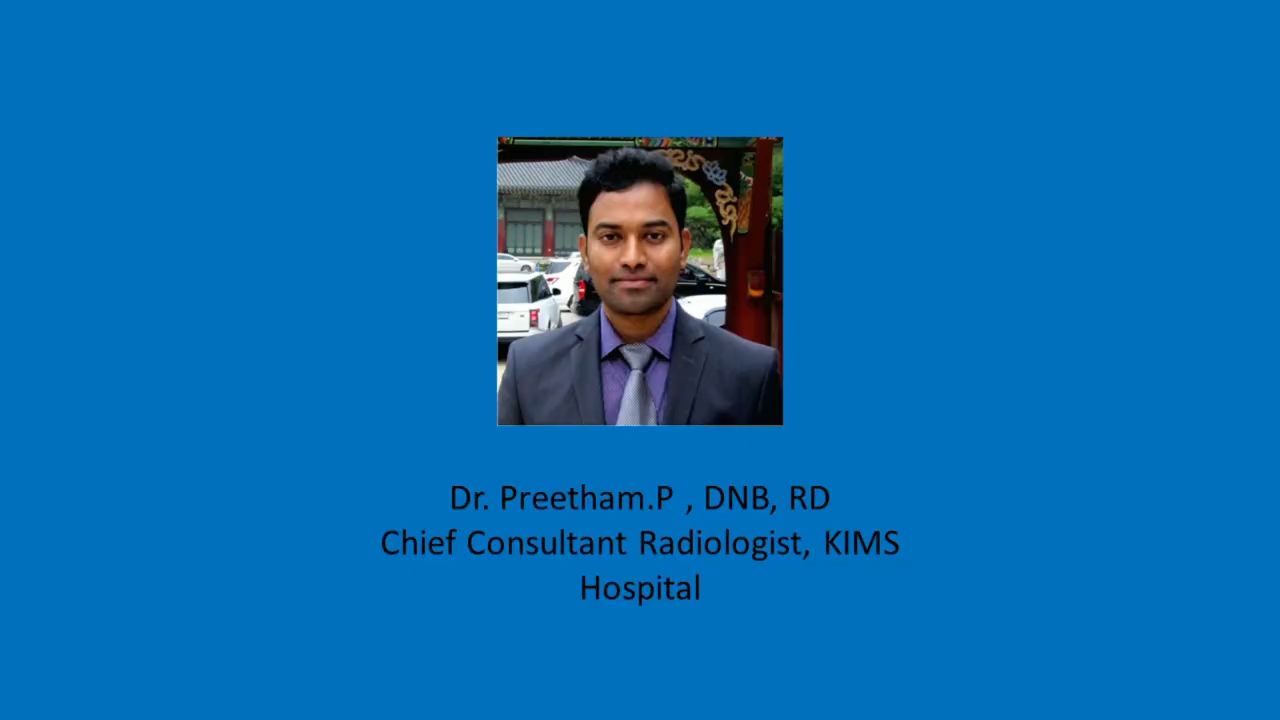 Dr. Preetham.P , DNB, RD
Chief Consultant Radiologist, KIMS
Hospital